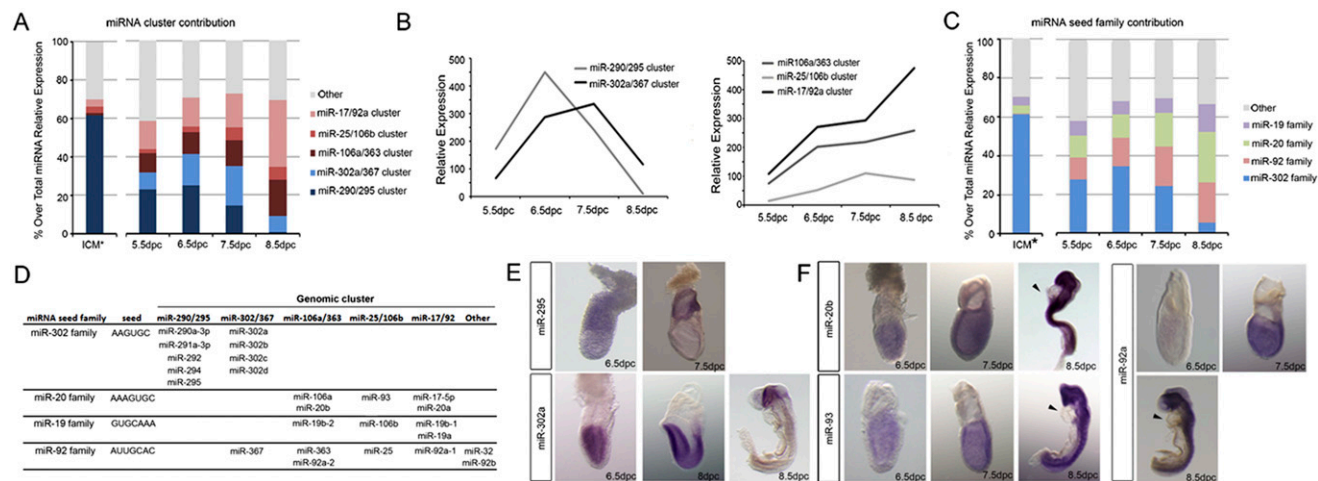 A
miRNA cluster contribution
% Over Total miRNA Relative Expression
100
80
60
40
20
0
ICM*
5.5dpc
6.5dpc
7.5dpc
8.5dpc
Other
miR-17/92a cluster
miR-25/106b cluster
miR-106a/363 cluster
miR-302a/367 cluster
miR-290/295 cluster
B
Relative Expression
500
400
300
200
100
0
miR-290/295 cluster
miR-302a/367 cluster
5.5dpc
6.5dpc
7.5dpc
8.5dpc
Relative Expression
500
400
300
200
100
0
miR106a/363 cluster
miR-25/106b cluster
miR-17/92a cluster
5.5dpc
6.5dpc
7.5dpc
8.5 dpc
C
miRNA seed family contribution
% Over Total miRNA Relative Expression
100
80
60
40
20
0
ICM*
5.5dpc
6.5dpc
7.5dpc
8.5dpc
Other
miR-19 family
miR-20 family
miR-92 family
miR-302 family
D
Genomic cluster
miRNA seed family seed miR-290/295 miR-302/367 miR-106a/363 miR-25/106b miR-17/92 Other
miR-302 family AAGUGC miR-290a-3p miR-302a
miR-291a-3p miR-302b
miR-292 miR-302c
miR-294 miR-302d
miR-295
miR-20 family AAAGUGC miR-106a miR-93 miR-17-5p
miR-20b miR-20a
miR-19 family GUGCAAA miR-19b-2 miR-106b miR-19b-1
miR-19a
miR-92 family AUUGCAC miR-367 miR-363 miR-25 miR-92a-1 miR-32
miR-92a-2 miR-92b
E
miR-295
6.5dpc
7.5dpc
miR-302a
6.5dpc
8dpc
8.5dpc
F
miR-20b
6.5dpc
7.5dpc
8.5dpc
miR-93
6.5dpc
7.5dpc
8.5dpc
miR-92a
6.5dpc
7.5dpc
8.5dpc